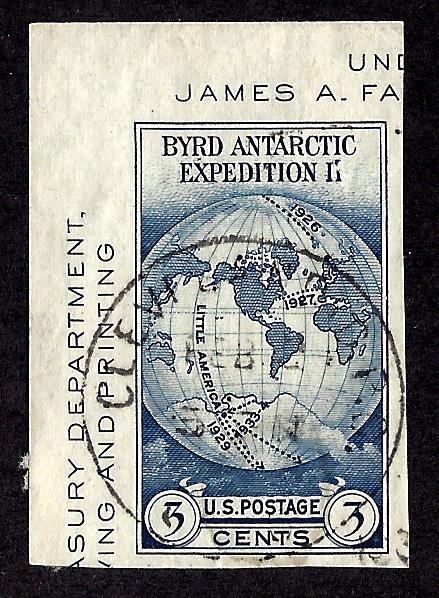 UND
JAMES A. FA
ASURY DEPARTMENT,
VING AND PRINTING
BYRD ANTARCTIC
EXPEDITION II
1926
1927
LITTLE AMERICA
1929
1933
CLEV
3 U.S. POSTAGE 3
CENTS